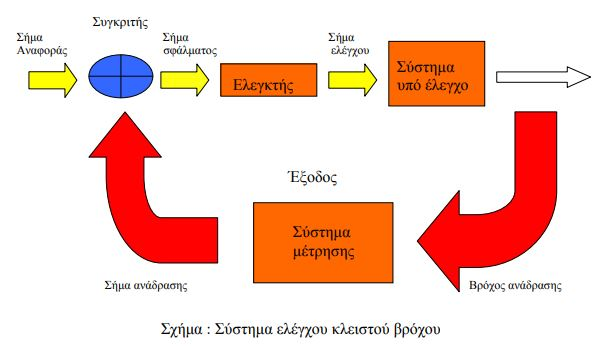 Συγκριτής
Σήμα
Αναφοράς
Σήμα
σφάλματος
Σήμα
ελέγχου
Ελεγκτής
Σύστημα
υπό έλεγχο
Έξοδος
Σύστημα
μέτρησης
Σήμα ανάδρασης
Βρόχος ανάδρασης
Σχήμα : Σύστημα ελέγχου κλειστού βρόχου